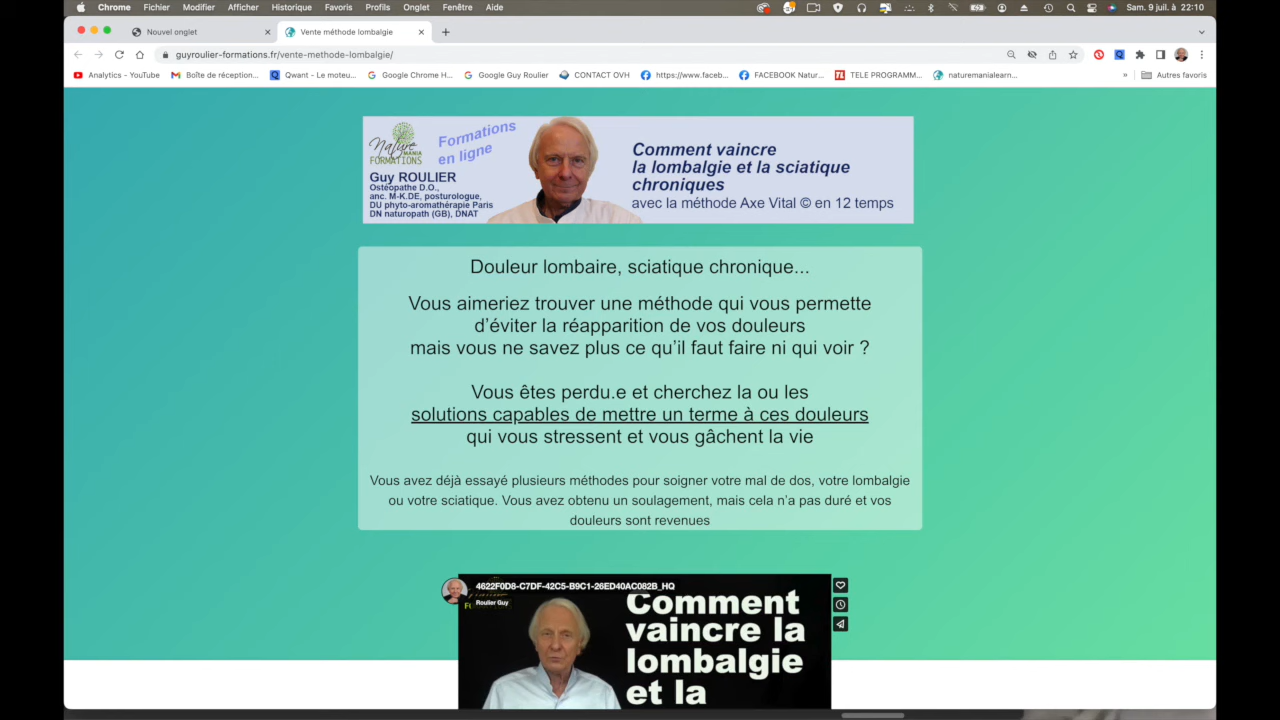 Chrome Fichier Modifier Afficher Historique Favoris Profils Onglet Fenêtre Aide Sam. 9 juil. à 22:10
Nouvel onglet Vente méthode lombalgie
guyroulier-formations.fr/vente-methode-lombalgie/
Analytics - YouTube Boîte de réception... Qwant - Le moteu... Google Chrome H... Google Guy Roulier CONTACT OVH https://www.faceb... FACEBOOK Natur... TELE PROGRAMM... naturemanialearn... » Autres favoris
Nature
MANIA
FORMATIONS
Formations
en ligne
Guy ROULIER
Ostéopathe D.O.,
anc. M-K.DE, posturologue,
DU phyto-aromathérapie Paris
DN naturopath (GB), DNAT
Comment vaincre
la lombalgie et la sciatique
chroniques
avec la méthode Axe Vital © en 12 temps
Douleur lombaire, sciatique chronique...
Vous aimeriez trouver une méthode qui vous permette
d'éviter la réapparition de vos douleurs
mais vous ne savez plus ce qu'il faut faire ni qui voir ?
Vous êtes perdu.e et cherchez la ou les
solutions capables de mettre un terme à ces douleurs
qui vous stressent et vous gâchent la vie
Vous avez déjà essayé plusieurs méthodes pour soigner votre mal de dos, votre lombalgie
ou votre sciatique. Vous avez obtenu un soulagement, mais cela n'a pas duré et vos
douleurs sont revenues
4622F0D8-C7DF-42C5-B9C1-26ED40AC082B_HQ
Roulier Guy
Comment
vaincre la
lombalgie
et la